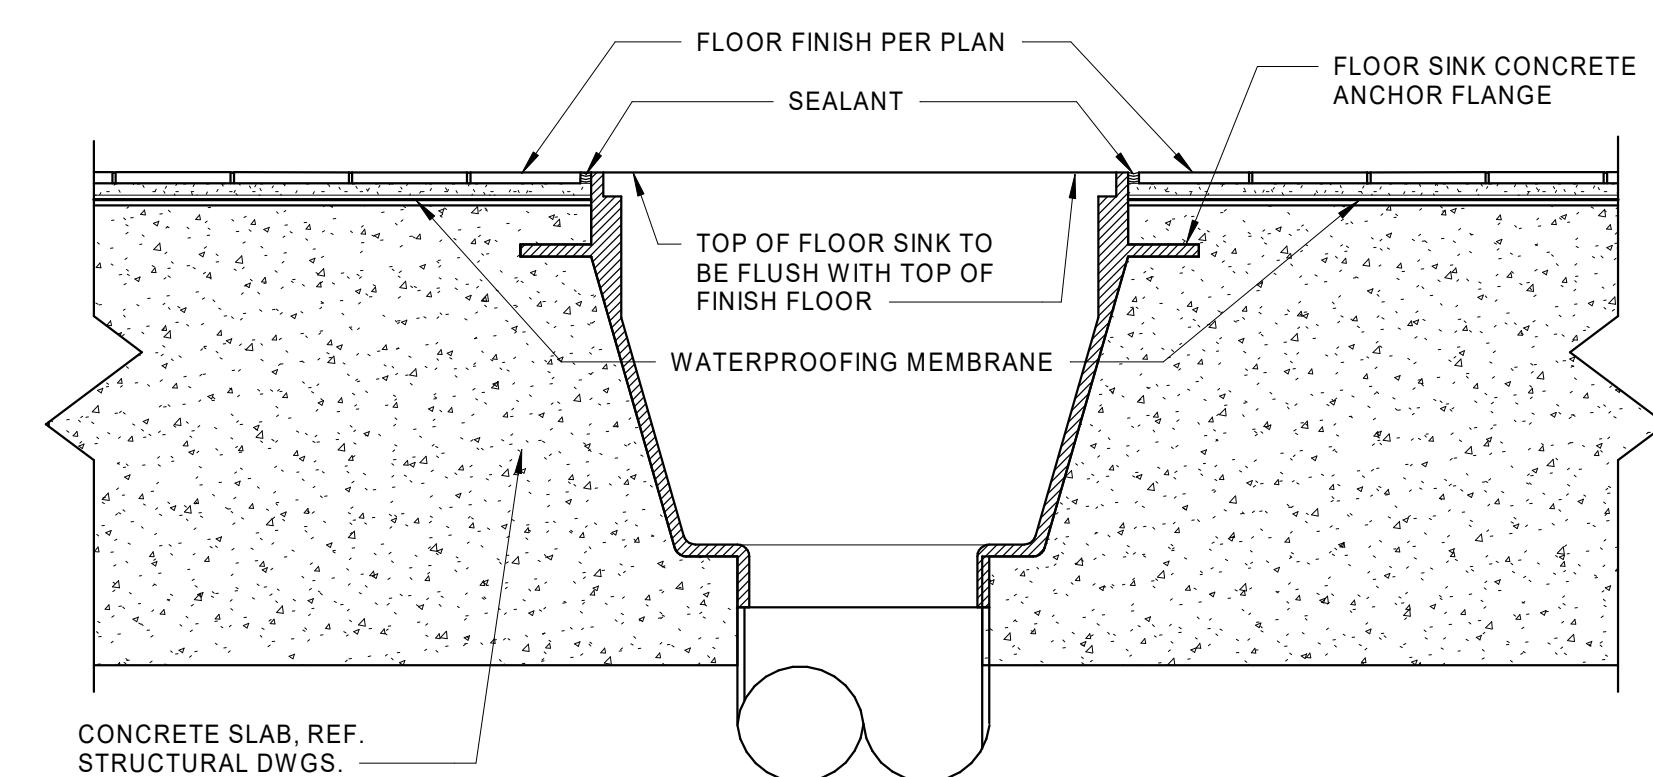 FLOOR FINISH PER PLAN
FLOOR SINK CONCRETE
ANCHOR FLANGE
SEALANT
TOP OF FLOOR SINK TO
BE FLUSH WITH TOP OF
FINISH FLOOR
WATERPROOFING MEMBRANE
CONCRETE SLAB, REF.
STRUCTURAL DWGS.